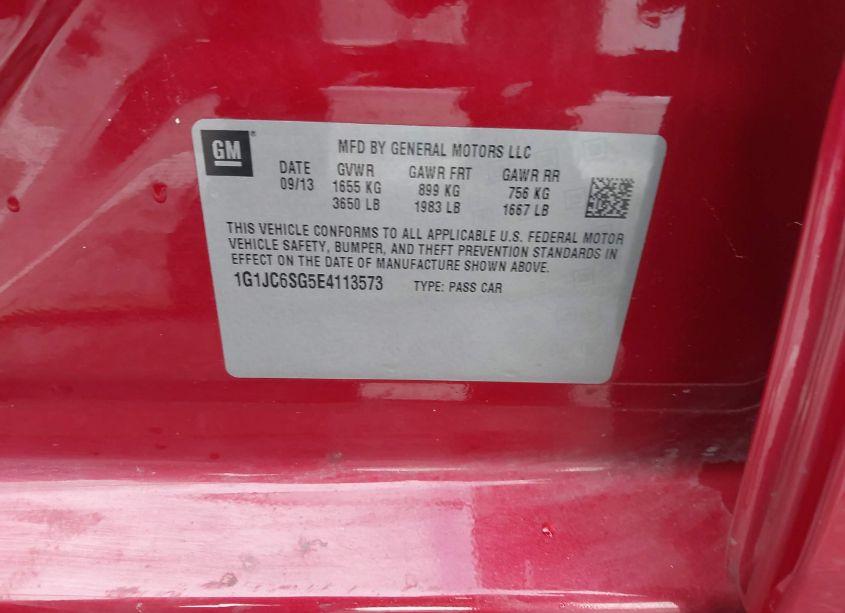 GM
MFD BY GENERAL MOTORS LLC
DATE GVWR GAWR FRT GAWR RR
09/13 1655 KG 899 KG 756 KG
3650 LB 1983 LB 1667 LB
THIS VEHICLE CONFORMS TO ALL APPLICABLE U.S. FEDERAL MOTOR
VEHICLE SAFETY, BUMPER, AND THEFT PREVENTION STANDARDS IN
EFFECT ON THE DATE OF MANUFACTURE SHOWN ABOVE.
1G1JC6SG5E4113573 TYPE: PASS CAR